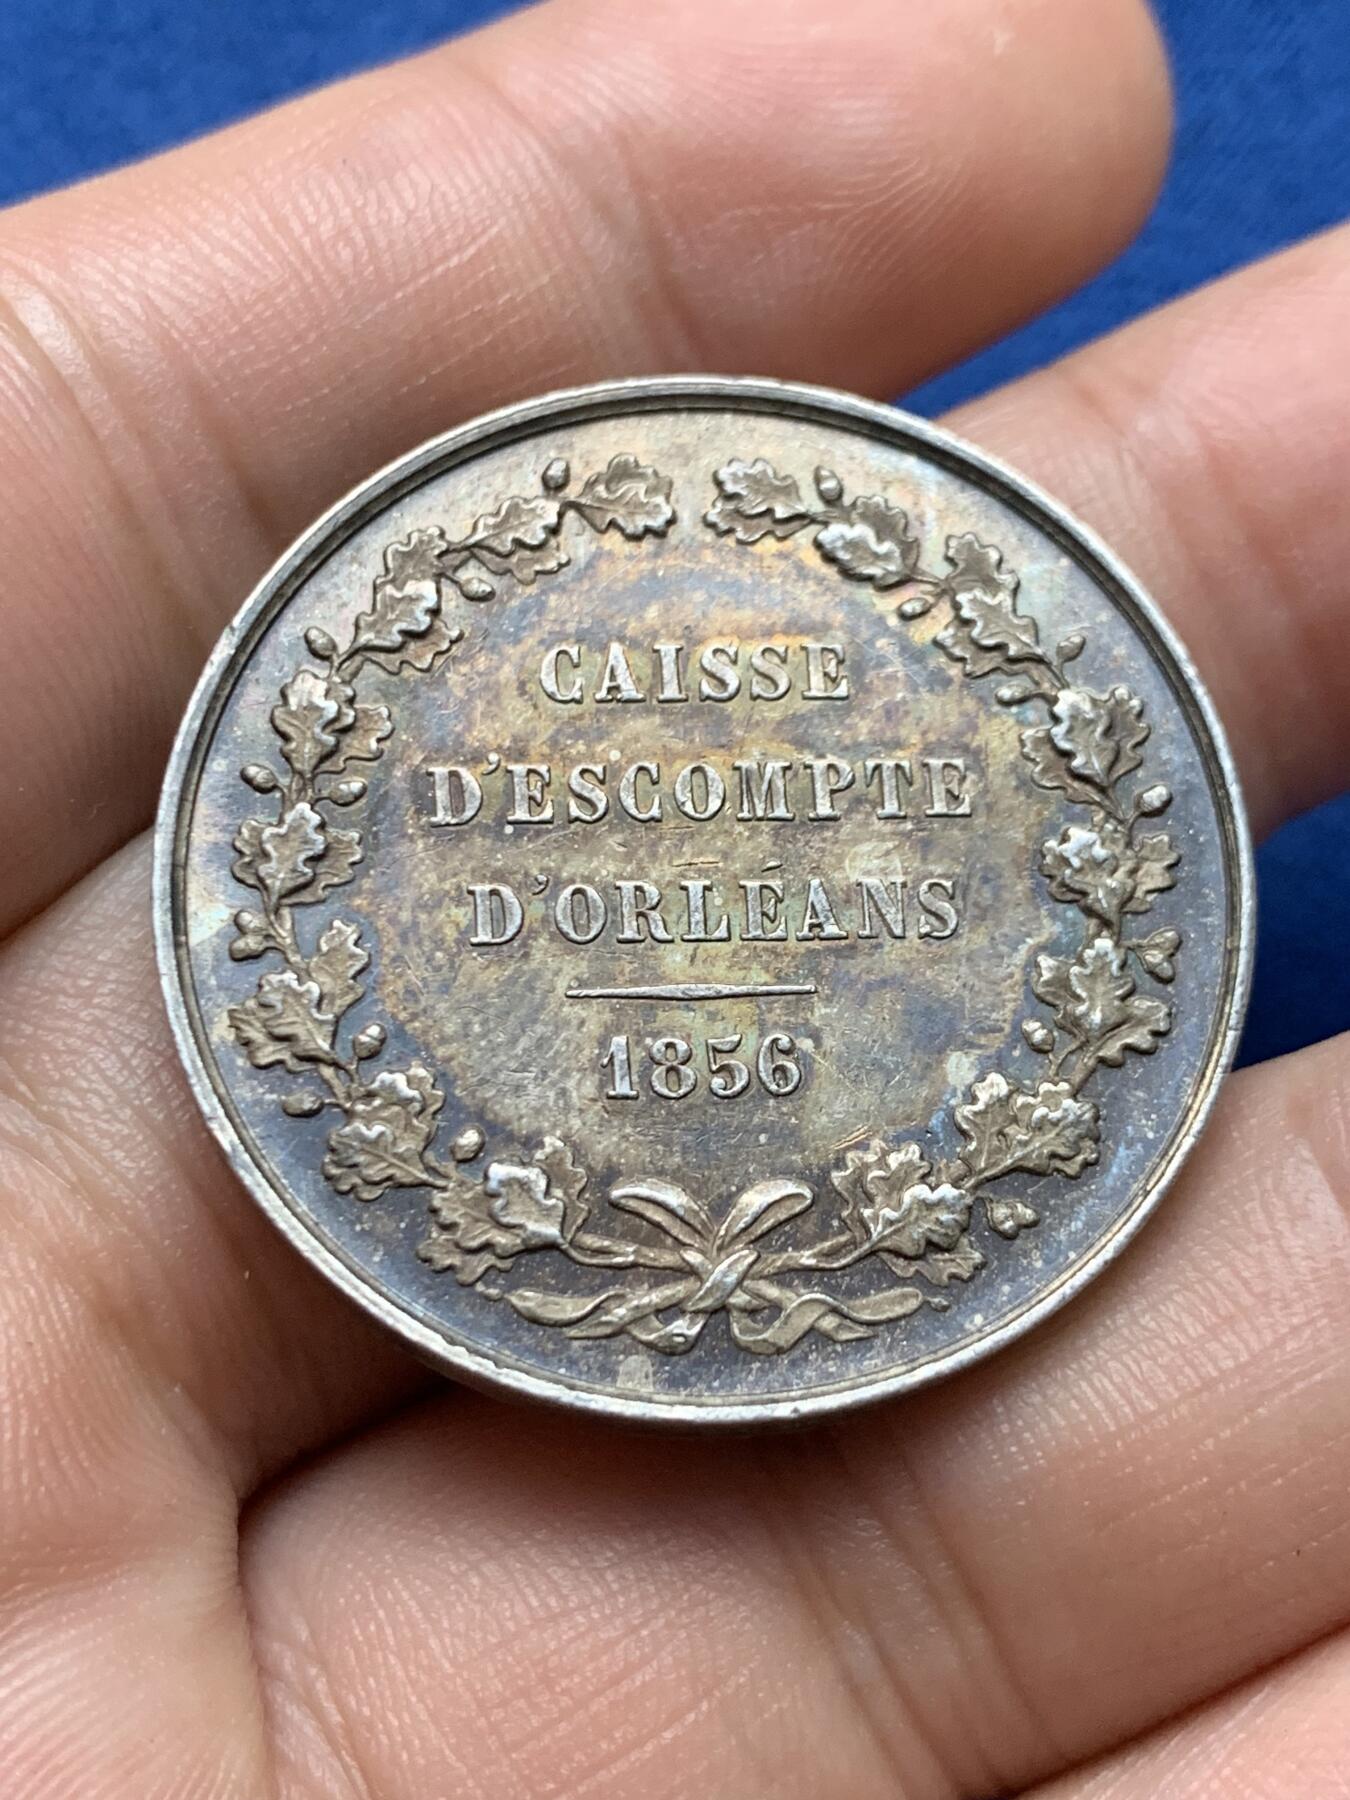 CAISSE
D'ESCOMPTE
D'ORLÉANS
1856